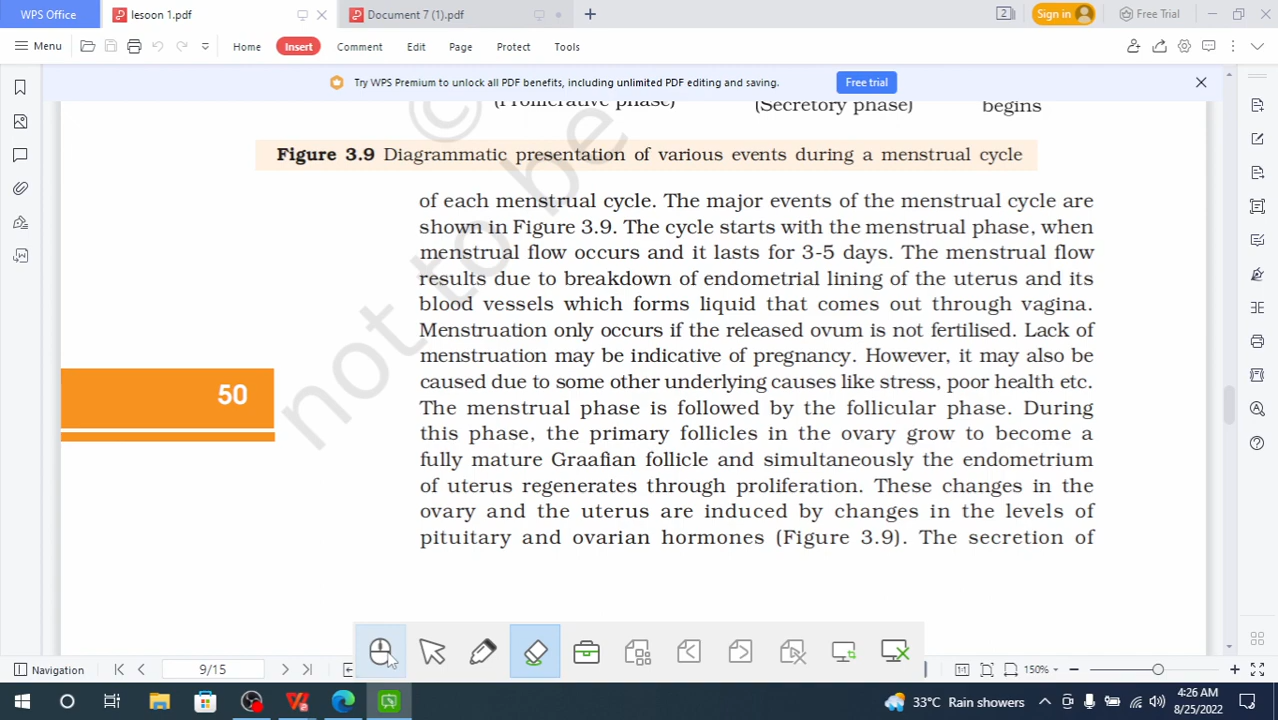 WPS Office
lesoon 1.pdf
Document 7 (1).pdf
2
Sign in
Free Trial
Menu
Home
Insert
Comment
Edit
Page
Protect
Tools
Try WPS Premium to unlock all PDF benefits, including unlimited PDF editing and saving.
Free trial
(Proliferative phase)
(Secretory phase)
begins
Figure 3.9 Diagrammatic presentation of various events during a menstrual cycle
of each menstrual cycle. The major events of the menstrual cycle are
shown in Figure 3.9. The cycle starts with the menstrual phase, when
menstrual flow occurs and it lasts for 3-5 days. The menstrual flow
results due to breakdown of endometrial lining of the uterus and its
blood vessels which forms liquid that comes out through vagina.
Menstruation only occurs if the released ovum is not fertilised. Lack of
menstruation may be indicative of pregnancy. However, it may also be
caused due to some other underlying causes like stress, poor health etc.
The menstrual phase is followed by the follicular phase. During
this phase, the primary follicles in the ovary grow to become a
fully mature Graafian follicle and simultaneously the endometrium
of uterus regenerates through proliferation. These changes in the
ovary and the uterus are induced by changes in the levels of
pituitary and ovarian hormones (Figure 3.9). The secretion of
50
© 
not to be
Navigation
9/15
150%
33°C Rain showers
4:26 AM
8/25/2022